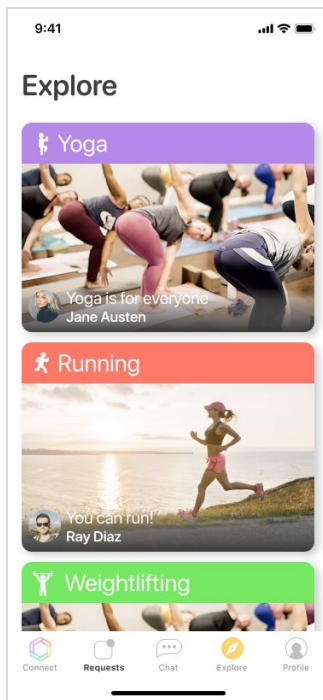 9:41
Explore
Yoga
Yoga is for everyone
Jane Austen
Running
You can run!
Ray Diaz
Weightlifting
Connect Requests Chat Explore Profile